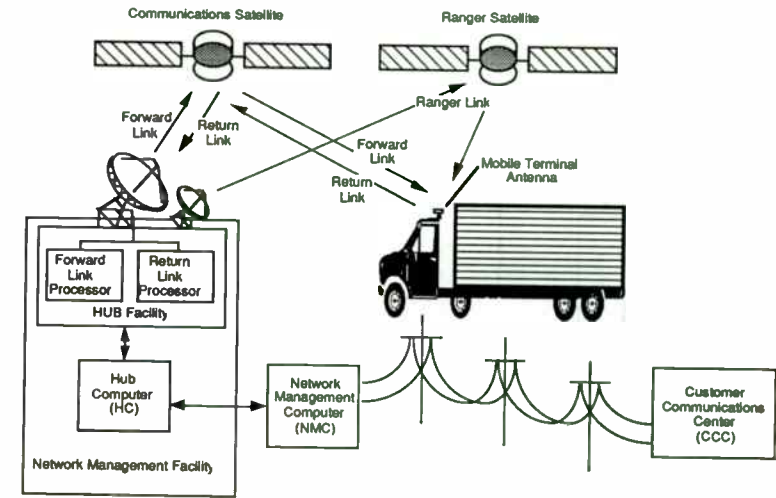 Communications Satellite
Ranger Satellite
Ranger Link
Forward
Link
Return
Link
Forward
Link
Return
Link
Mobile Terminal
Antenna
Forward
Link
Processor
Return
Link
Processor
HUB Facility
Hub
Computer
(HC)
Network
Management
Computer
(NMC)
Customer
Communications
Center
(CCC)
Network Management Facility